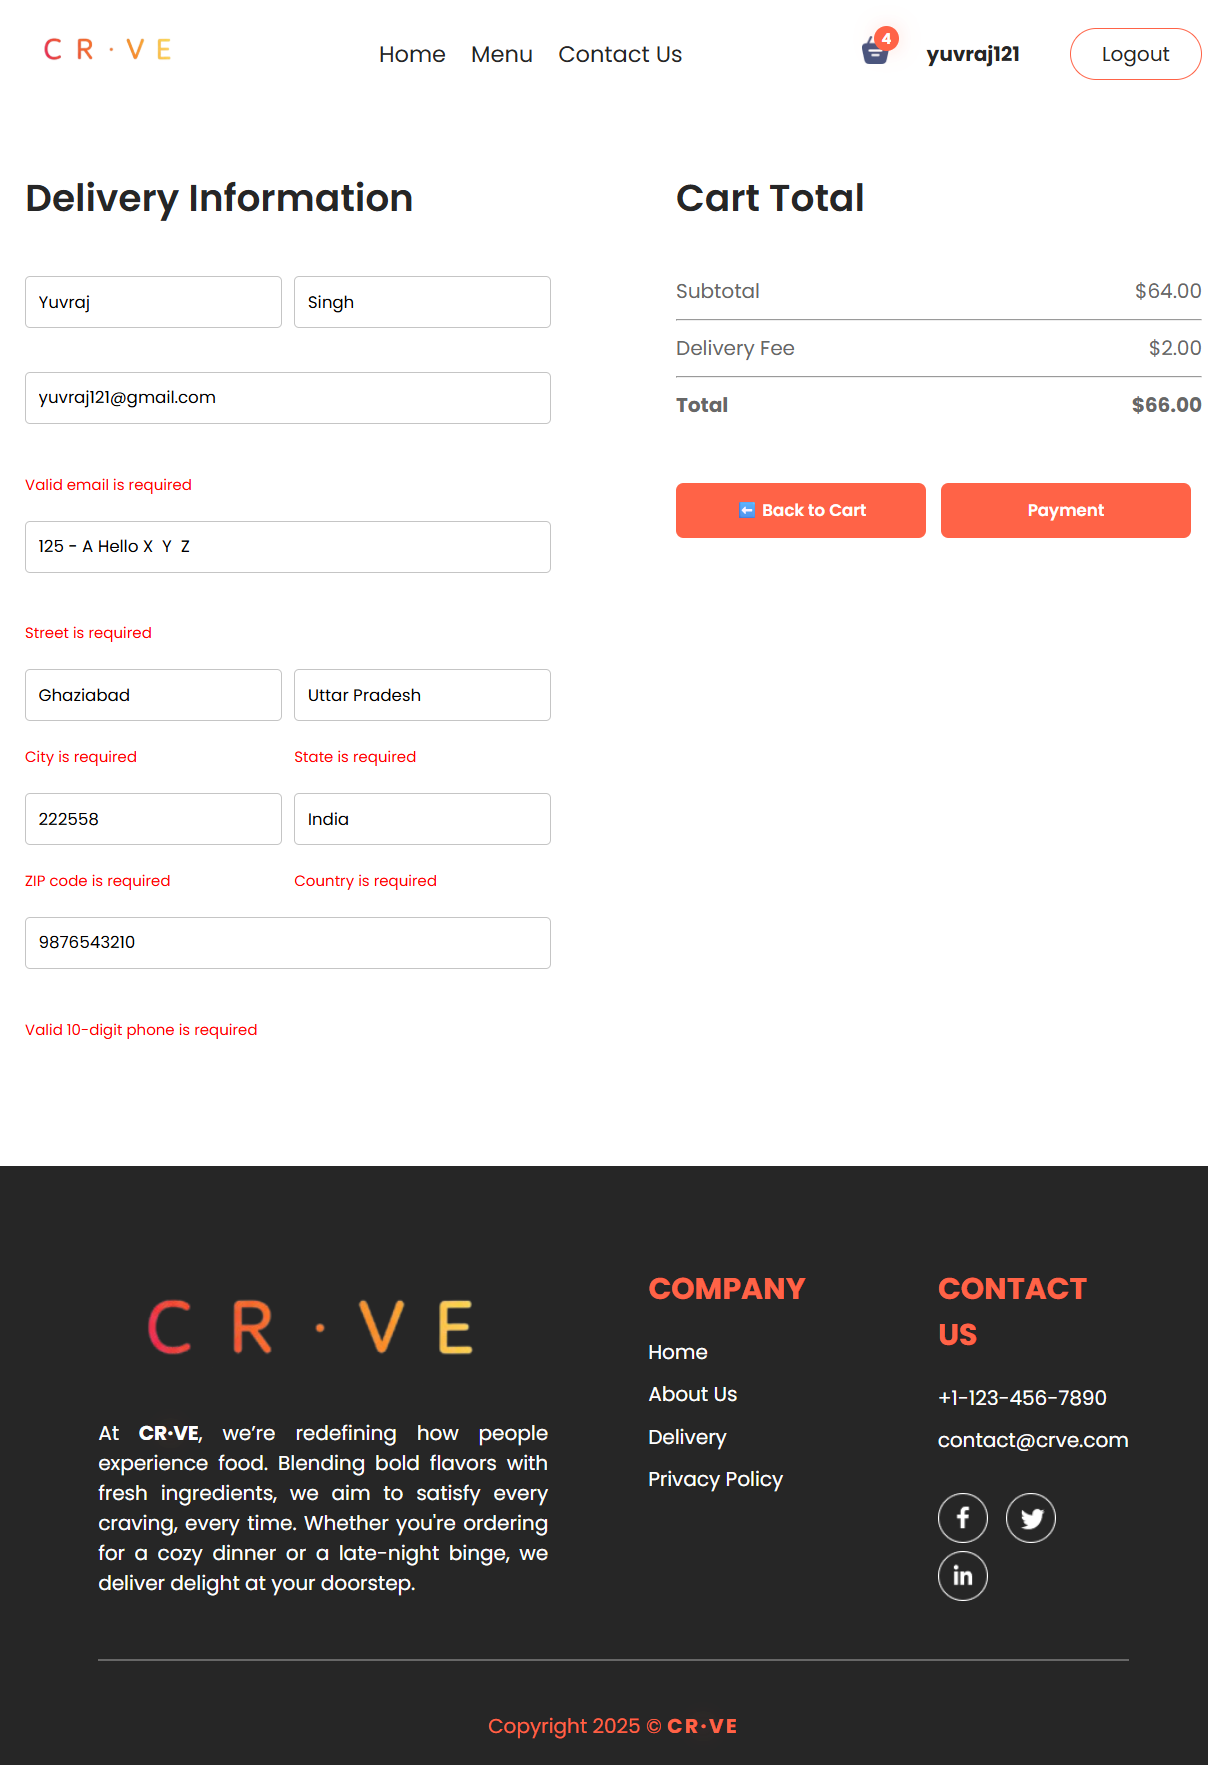 CR·VE
Home Menu Contact Us
4
yuvraj121
Logout
Delivery Information
Yuvraj
Singh
yuvraj121@gmail.com
Valid email is required
125 - A Hello X  Y  Z
Street is required
Ghaziabad
Uttar Pradesh
City is required
State is required
222558
India
ZIP code is required
Country is required
9876543210
Valid 10-digit phone is required
Cart Total
Subtotal $64.00
Delivery Fee $2.00
Total $66.00
⬅️ Back to Cart
Payment
CR·VE
At CR·VE, we’re redefining how people
experience food. Blending bold flavors with
fresh ingredients, we aim to satisfy every
craving, every time. Whether you're ordering
for a cozy dinner or a late-night binge, we
deliver delight at your doorstep.
COMPANY
Home
About Us
Delivery
Privacy Policy
CONTACT
US
+1-123-456-7890
contact@crve.com
f
in
Copyright 2025 © CR·VE